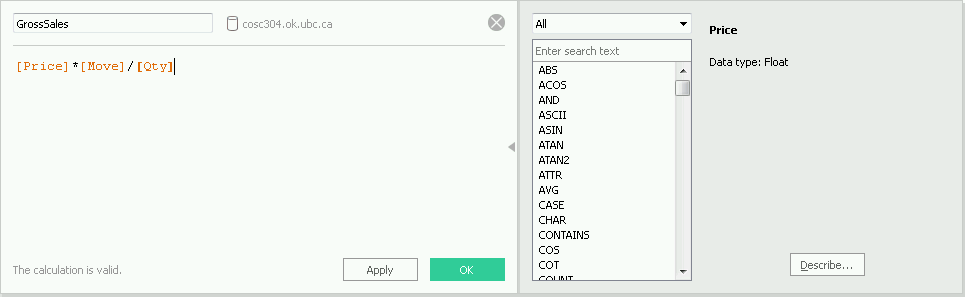 GrossSales
cosc304.ok.ubc.ca
[Price]*[Move]/[Qty]
The calculation is valid.
Apply
OK
All
Enter search text
ABS
ACOS
AND
ASCII
ASIN
ATAN
ATAN2
ATTR
AVG
CASE
CHAR
CONTAINS
COS
COT
COUNT
Price
Data type: Float
Describe...